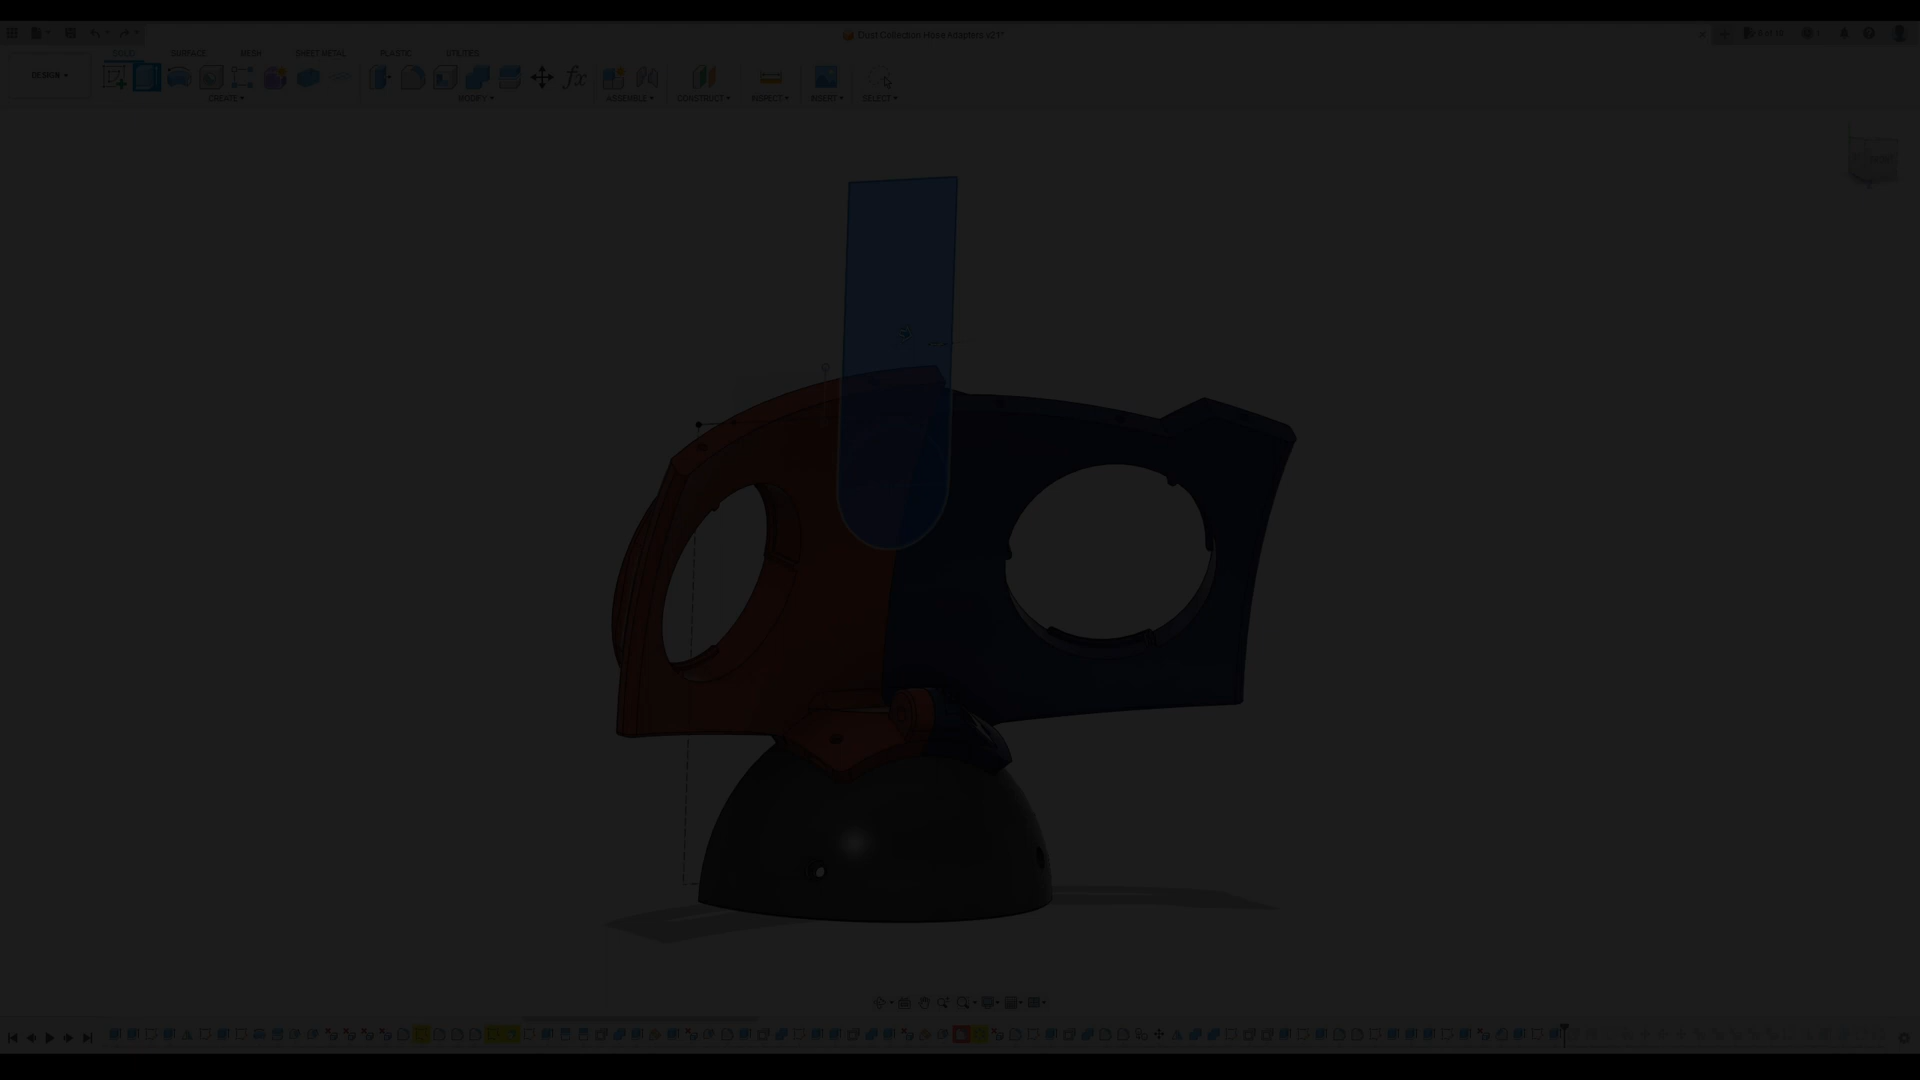 Dust Collection Hose Adapters v21*
SOLID SURFACE MESH SHEET METAL PLASTIC UTILITIES
DESIGN
CREATE MODIFY ASSEMBLE CONSTRUCT INSPECT INSERT SELECT